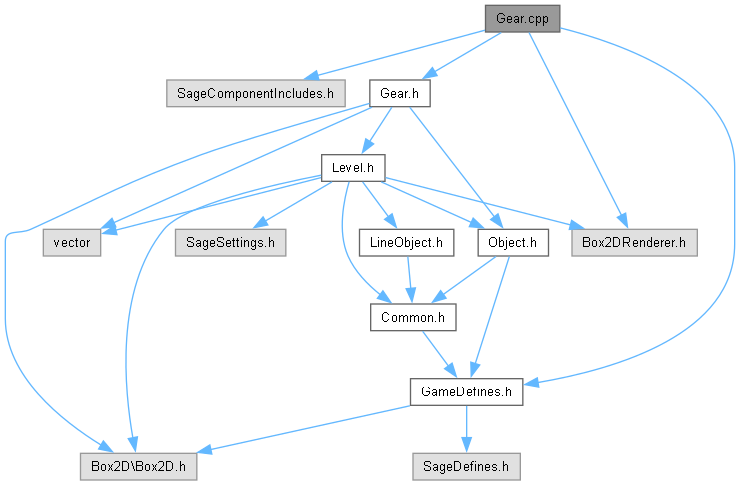 Gear.cpp
SageComponentIncludes.h
Gear.h
Level.h
vector
SageSettings.h
LineObject.h
Object.h
Box2DRenderer.h
Common.h
GameDefines.h
Box2D\Box2D.h
SageDefines.h